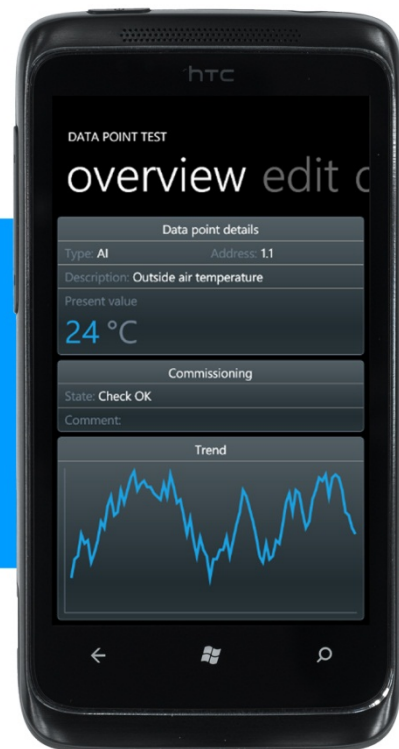 hTC
DATA POINT TEST
overview edit c
Data point details
Type: AI Address: 1.1
Description: Outside air temperature
Present value
24 °C
Commissioning
State: Check OK
Comment:
Trend